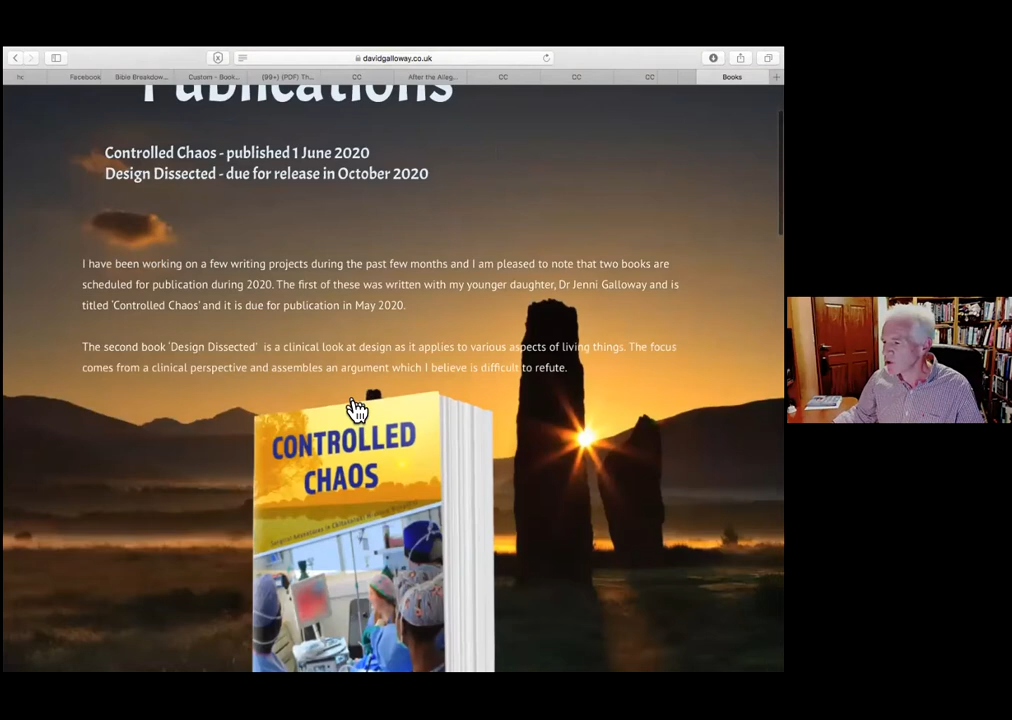 davidgalloway.co.uk
hc
Facebook
Bible Breakdow...
Custom - Book...
(99+) (PDF) Th...
CC
After the Alleg...
CC
CC
CC
Books
Publications
Controlled Chaos - published 1 June 2020
Design Dissected - due for release in October 2020
I have been working on a few writing projects during the past few months and I am pleased to note that two books are
scheduled for publication during 2020. The first of these was written with my younger daughter, Dr Jenni Galloway and is
titled 'Controlled Chaos' and it is due for publication in May 2020.
The second book 'Design Dissected' is a clinical look at design as it applies to various aspects of living things. The focus
comes from a clinical perspective and assembles an argument which I believe is difficult to refute.
CONTROLLED
CHAOS
Surgical Adventures in Chitokoloki